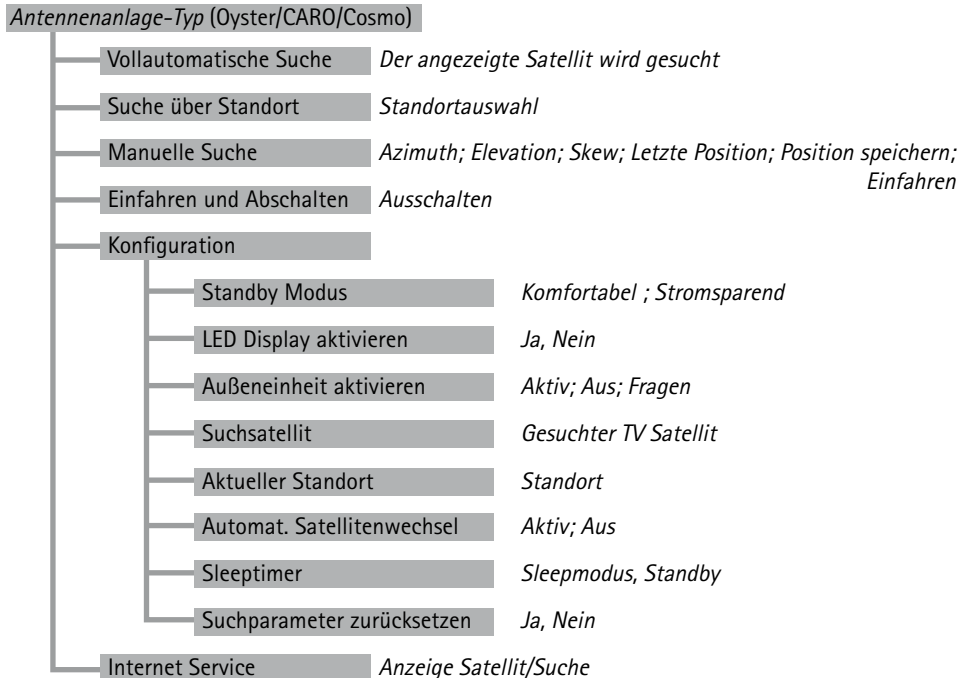 Antennenanlage-Typ (Oyster/CARO/Cosmo)
Vollautomatische Suche Der angezeigte Satellit wird gesucht
Suche über Standort Standortauswahl
Manuelle Suche Azimuth; Elevation; Skew; Letzte Position; Position speichern;
Einfahren
Einfahren und Abschalten Ausschalten
Konfiguration
Standby Modus Komfortabel ; Stromsparend
LED Display aktivieren Ja, Nein
Außeneinheit aktivieren Aktiv; Aus; Fragen
Suchsatellit Gesuchter TV Satellit
Aktueller Standort Standort
Automat. Satellitenwechsel Aktiv; Aus
Sleeptimer Sleepmodus, Standby
Suchparameter zurücksetzen Ja, Nein
Internet Service Anzeige Satellit/Suche